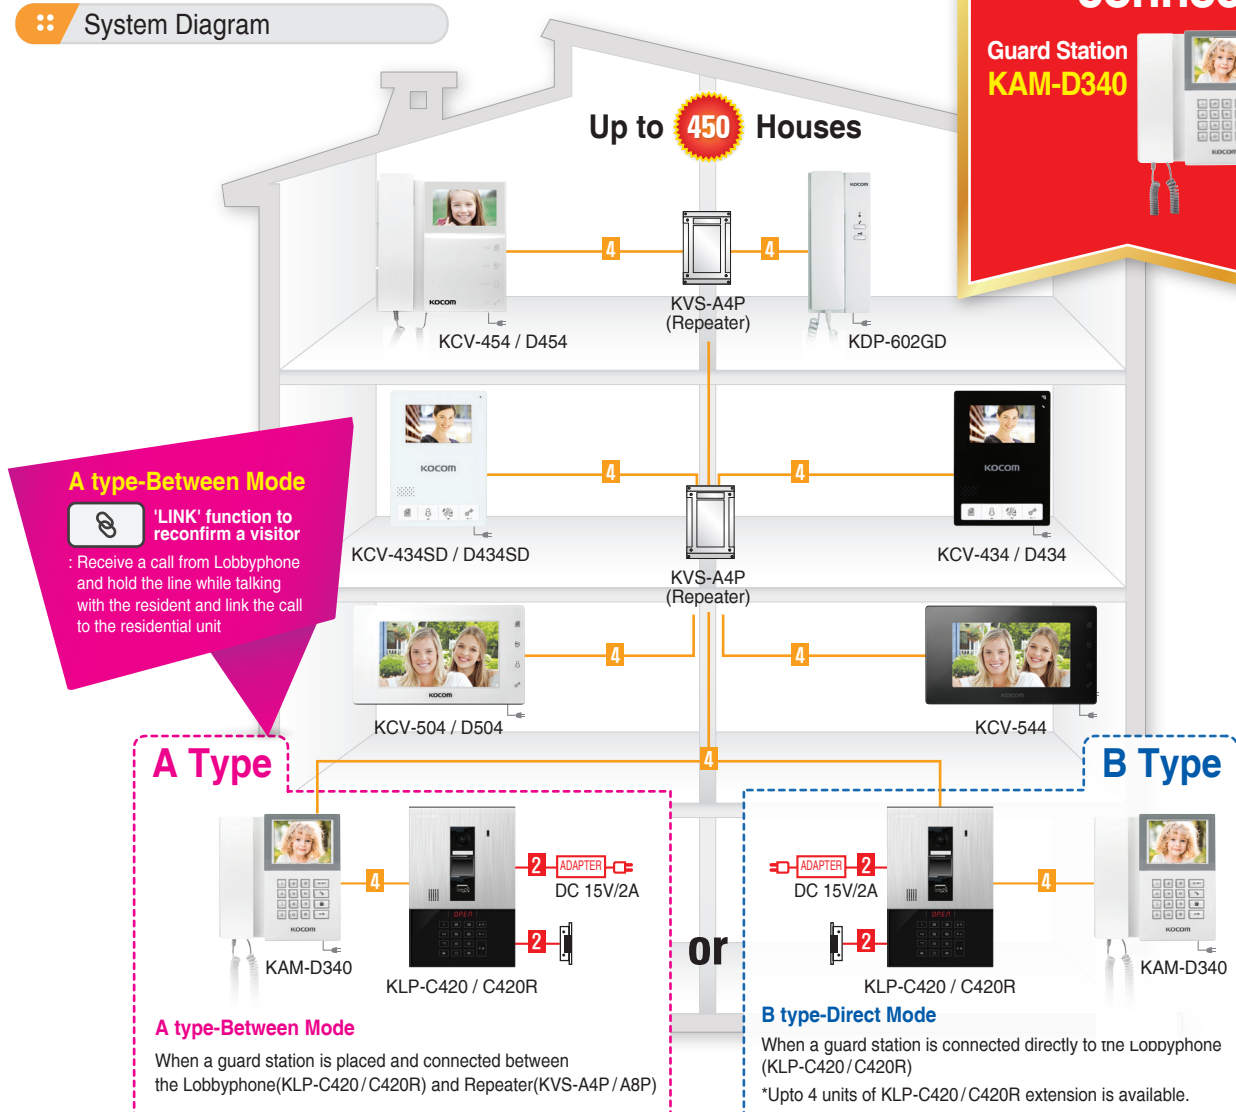 System Diagram
Guard Station
KAM-D340
KOCOM
Up to 450 Houses
KOCOM
KOCOM
4
4
KVS-A4P
(Repeater)
KCV-454 / D454
KDP-602GD
KOCOM
KOCOM
4
4
KCV-434SD / D434SD
KCV-434 / D434
KVS-A4P
(Repeater)
A type-Between Mode
'LINK' function to
reconfirm a visitor
: Receive a call from Lobbyphone
and hold the line while talking
with the resident and link the call
to the residential unit
4
4
KOCOM
KOCOM
KCV-504 / D504
KCV-544
4
A Type
4
2
ADAPTER
DC 15V/2A
OPEN
2
KOCOM
KAM-D340
KLP-C420 / C420R
A type-Between Mode
When a guard station is placed and connected between
the Lobbyphone(KLP-C420 / C420R) and Repeater(KVS-A4P / A8P)
or
B Type
ADAPTER
2
DC 15V/2A
4
OPEN
2
KOCOM
KLP-C420 / C420R
KAM-D340
B type-Direct Mode
When a guard station is connected directly to the Lobbyphone
(KLP-C420 / C420R)
*Upto 4 units of KLP-C420 / C420R extension is available.